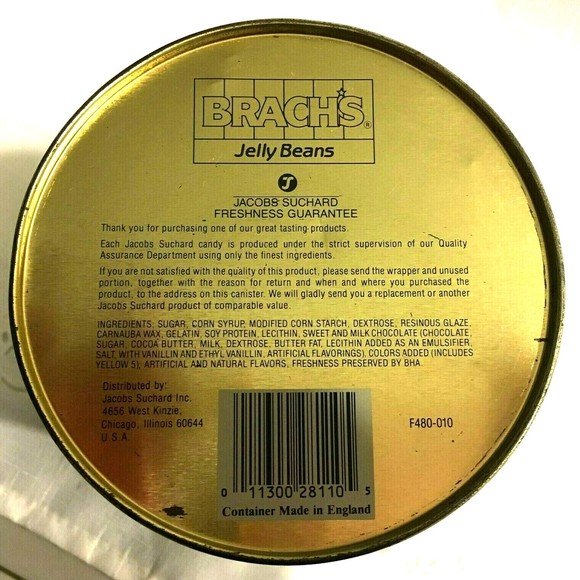 BRACH'S®
Jelly Beans
J
JACOBS SUCHARD
FRESHNESS GUARANTEE
Thank you for purchasing one of our great tasting products.
Each Jacobs Suchard candy is produced under the strict supervision of our Quality
Assurance Department using only the finest ingredients.
If you are not satisfied with the quality of this product, please send the wrapper and unused
portion, together with the reason for return and when and where you purchased the
product, to the address on this canister. We will gladly send you a replacement or another
Jacobs Suchard product of comparable value.
INGREDIENTS: SUGAR, CORN SYRUP, MODIFIED CORN STARCH, DEXTROSE, RESINOUS GLAZE,
CARNAUBA WAX, GELATIN, SOY PROTEIN, LECITHIN, SWEET AND MILK CHOCOLATE (CHOCOLATE,
SUGAR, COCOA BUTTER, MILK, DEXTROSE, BUTTER FAT, LECITHIN ADDED AS AN EMULSIFIER,
SALT, WITH VANILLIN AND ETHYL VANILLIN, ARTIFICIAL FLAVORINGS), COLORS ADDED (INCLUDES
YELLOW 5), ARTIFICIAL AND NATURAL FLAVORS, FRESHNESS PRESERVED BY BHA.
Distributed by:
Jacobs Suchard Inc.
4656 West Kinzie,
Chicago, Illinois 60644
U.S.A.
F480-010
0 11300 28110 5
Container Made in England